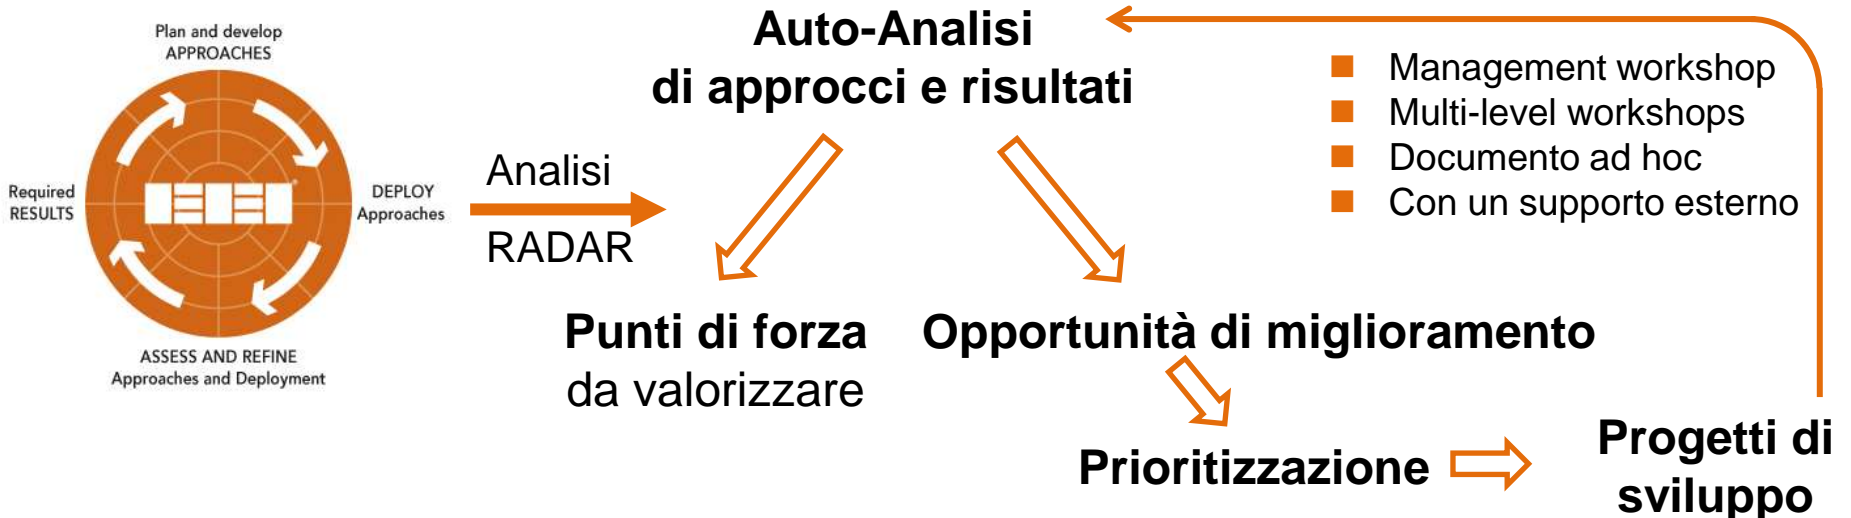 Plan and develop
APPROACHES
Required
RESULTS
DEPLOY
Approaches
ASSESS AND REFINE
Approaches and Deployment
Analisi
RADAR
Auto-Analisi
di approcci e risultati
Management workshop
Multi-level workshops
Documento ad hoc
Con un supporto esterno
Punti di forza
da valorizzare
Opportunità di miglioramento
Prioritizzazione
Progetti di
sviluppo